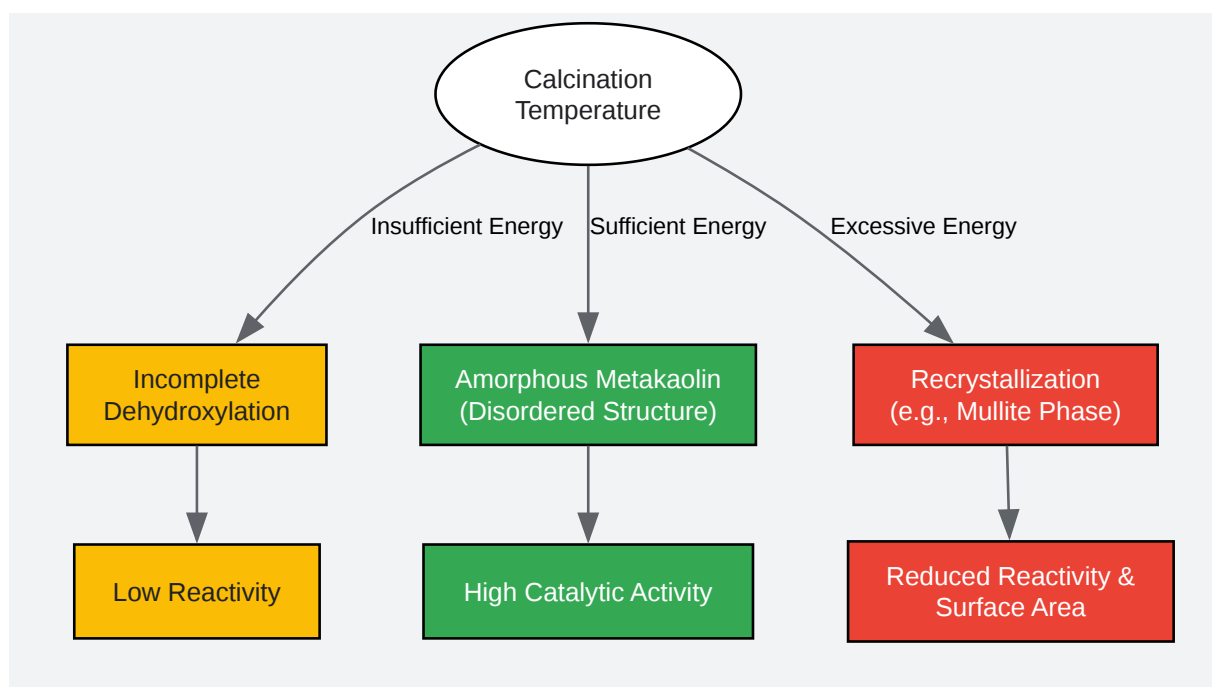 Calcination
Temperature
Insufficient Energy
Sufficient Energy
Excessive Energy
Incomplete
Dehydroxylation
Amorphous Metakaolin
(Disordered Structure)
Recrystallization
(e.g., Mullite Phase)
Low Reactivity
High Catalytic Activity
Reduced Reactivity &
Surface Area